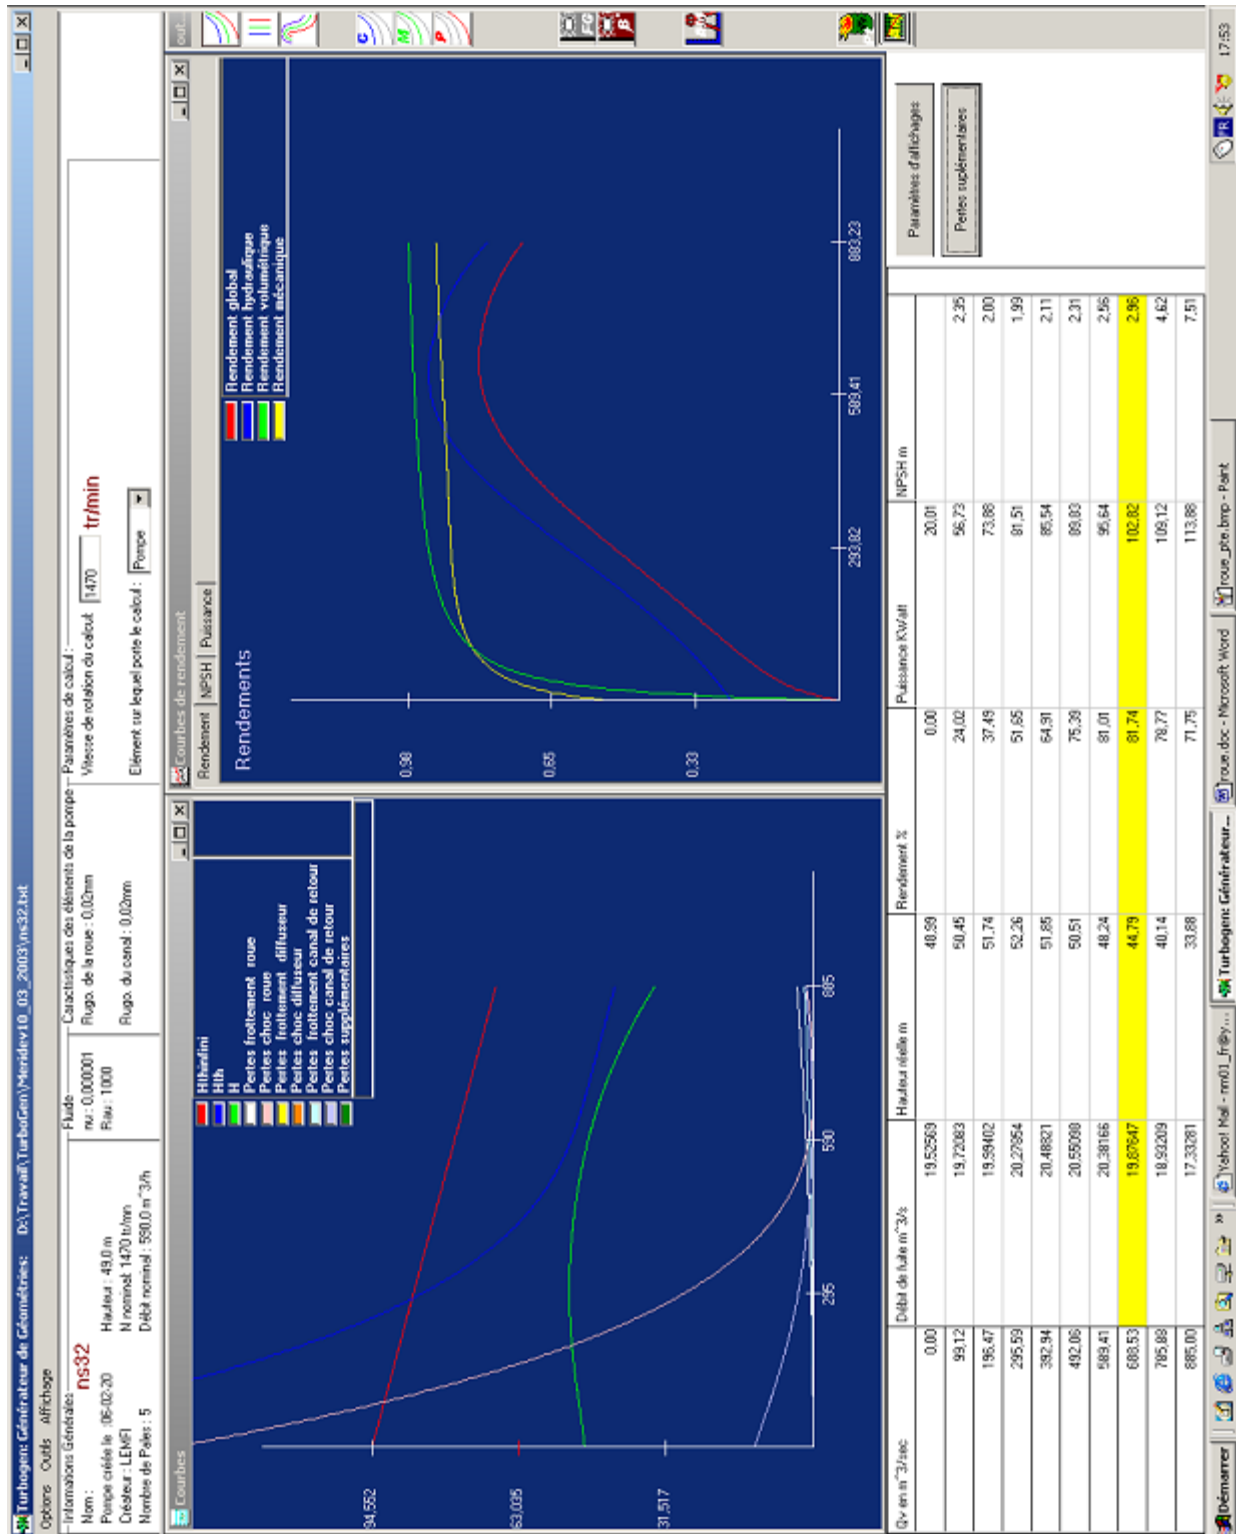 Turbogen: Générateur de Géométries: D:\Travail\TurboGen\Meridev10_03_2003\ns32.txt
Options Outils Affichage
Informations Générales
Nom : ns32
Pompe créée le :06-02-20
Créateur : LEMFI
Nombre de Pales : 5
Hauteur : 49,0 m
N nominal: 1470 tr/mn
Débit nominal : 590,0 m^3/h
Fluide
nu : 0,000001
Rau : 1000
Caractistiques des éléments de la pompe
Rugo. de la roue : 0,02mm
Rugo. du canal : 0,02mm
Paramètres de calcul :
Vitesse de rotation du calcul: 1470 tr/min
Elément sur lequel porte le calcul : Pompe
Courbes
Hthinfini
Hth
H
Pertes frottement roue
Pertes choc roue
Pertes frottement diffuseur
Pertes choc diffuseur
Pertes frottement canal de retour
Pertes choc canal de retour
Pertes supplémentaires
94,552
63,035
31,517
295
590
885
Courbes de rendement
Rendement NPSH Puissance
Rendements
Rendement global
Rendement hydraulique
Rendement volumétrique
Rendement mécanique
0,98
0,65
0,33
293,82
589,41
883,23
out..
G
M
P
Qv en m^3/sec Débit de fuite m^3/s Hauteur réelle m Rendement % Puissance KWatt NPSH m
0,00 19,52569 48,99 0,00 20,01
99,12 19,72083 50,45 24,02 56,73 2,35
196,47 19,99402 51,74 37,49 73,88 2,00
295,59 20,27854 52,26 51,65 81,51 1,99
392,94 20,48821 51,85 64,91 85,54 2,11
492,06 20,55098 50,51 75,39 89,83 2,31
589,41 20,38166 48,24 81,01 95,64 2,56
688,53 19,87647 44,79 81,74 102,82 2,96
785,88 18,93209 40,14 78,77 109,12 4,62
885,00 17,33281 33,88 71,75 113,88 7,51
Paramètres d'affichages
Pertes suplémentaires
Démarrer
»
Yahoo! Mail - nm01_fr@y...
Turbogen: Générateur...
roue.doc - Microsoft Word
roue_pte.bmp - Paint
FR
17:53